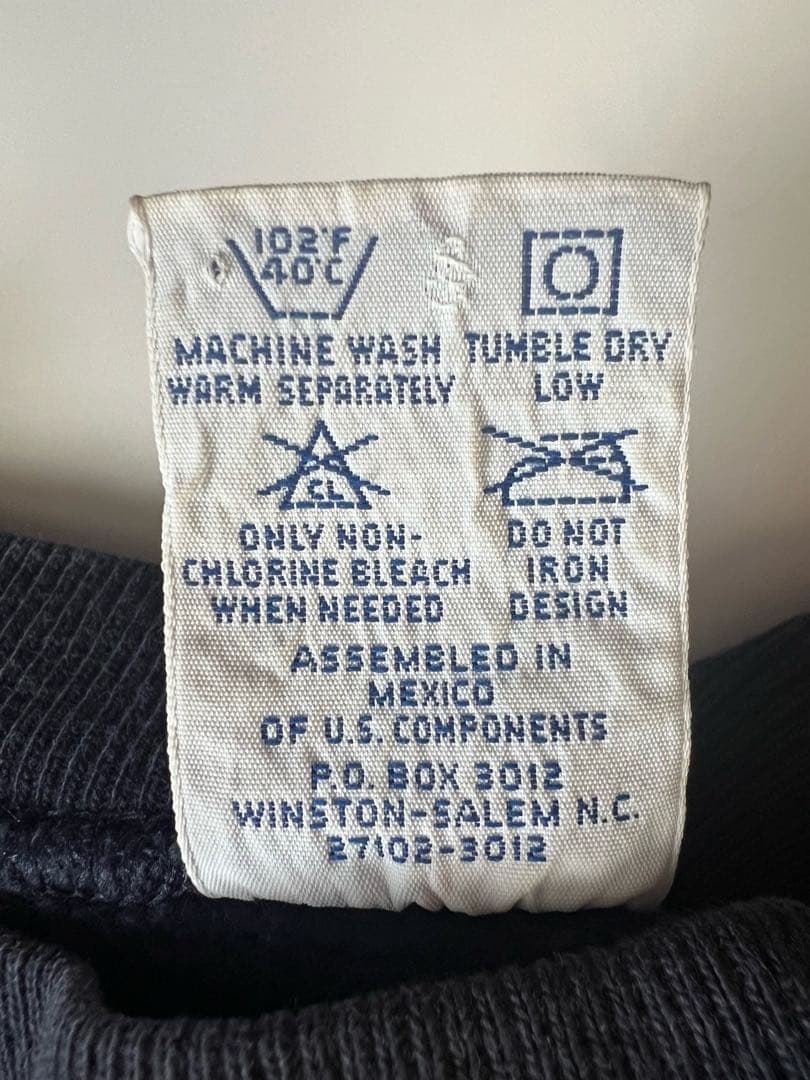 102°F
40°C
MACHINE WASH
WARM SEPARATELY
TUMBLE DRY
LOW
CL
ONLY NON-
CHLORINE BLEACH
WHEN NEEDED
DO NOT
IRON
DESIGN
ASSEMBLED IN
MEXICO
OF U.S. COMPONENTS
P.O. BOX 3012
WINSTON-SALEM N.C.
27102-3012